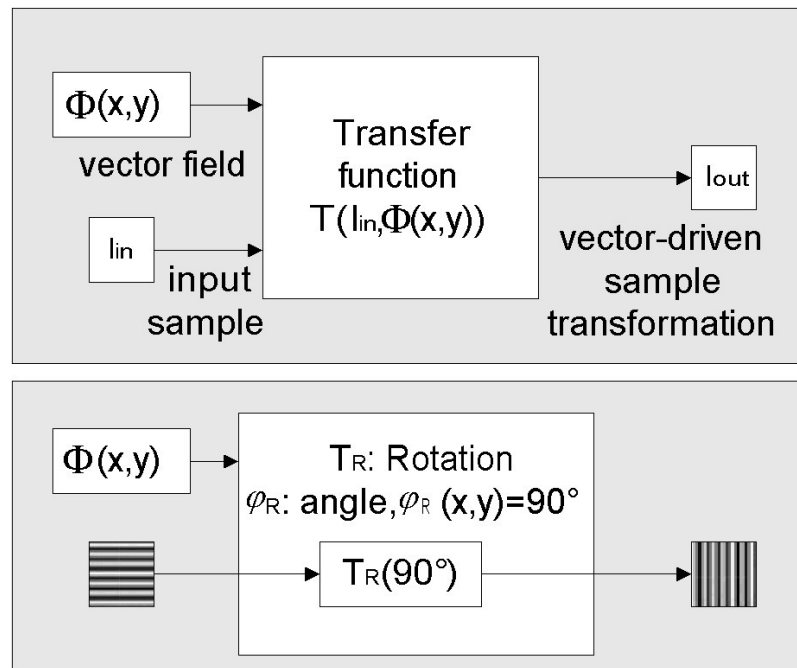 Φ(x,y)
vector field
Iin
input
sample
Transfer
function
T(Iin,Φ(x,y))
Iout
vector-driven
sample
transformation
Φ(x,y)
TR: Rotation
φR: angle,φR (x,y)=90°
TR(90°)